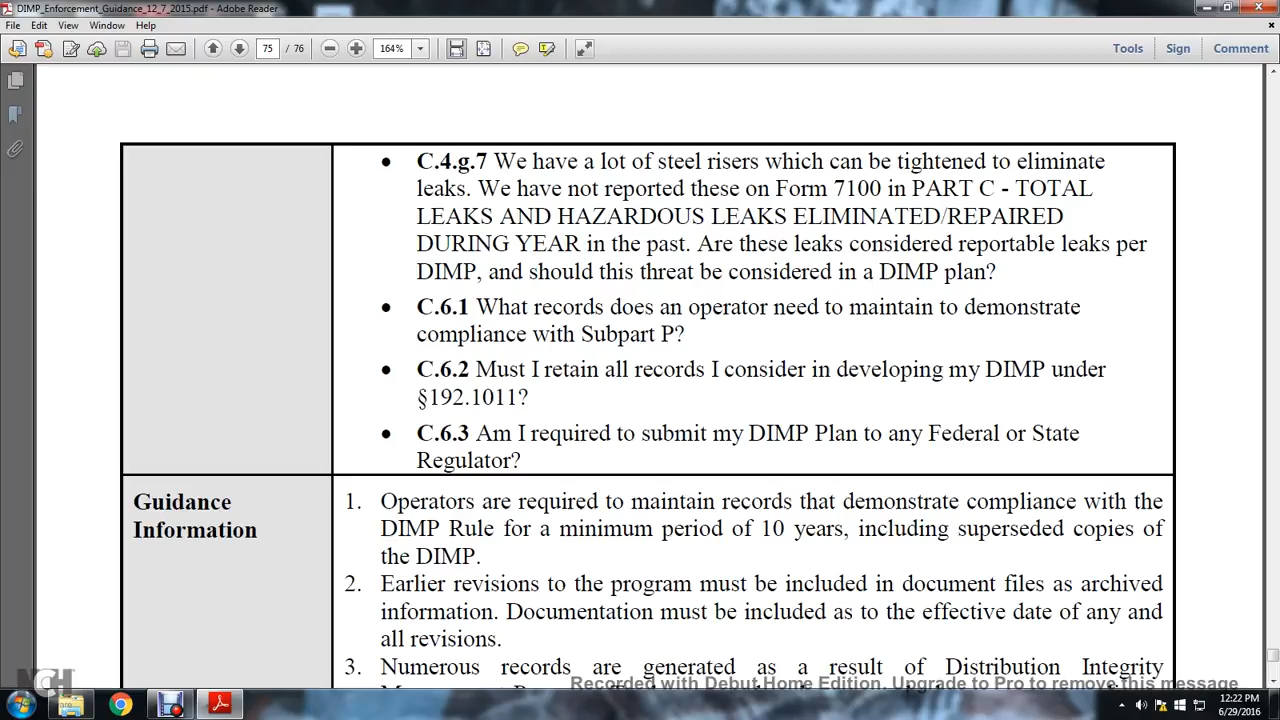 DIMP_Enforcement_Guidance_12_7_2015.pdf - Adobe Reader
File Edit View Window Help
75 / 76 164% Tools Sign Comment
• C.4.g.7 We have a lot of steel risers which can be tightened to eliminate
leaks. We have not reported these on Form 7100 in PART C - TOTAL
LEAKS AND HAZARDOUS LEAKS ELIMINATED/REPAIRED
DURING YEAR in the past. Are these leaks considered reportable leaks per
DIMP, and should this threat be considered in a DIMP plan?
• C.6.1 What records does an operator need to maintain to demonstrate
compliance with Subpart P?
• C.6.2 Must I retain all records I consider in developing my DIMP under
§192.1011?
• C.6.3 Am I required to submit my DIMP Plan to any Federal or State
Regulator?
Guidance
Information
1. Operators are required to maintain records that demonstrate compliance with the
DIMP Rule for a minimum period of 10 years, including superseded copies of
the DIMP.
2. Earlier revisions to the program must be included in document files as archived
information. Documentation must be included as to the effective date of any and
all revisions.
3. Numerous records are generated as a result of Distribution Integrity
Recorded with Debut Home Edition. Upgrade to Pro to remove this message
NCH
12:22 PM
6/29/2016